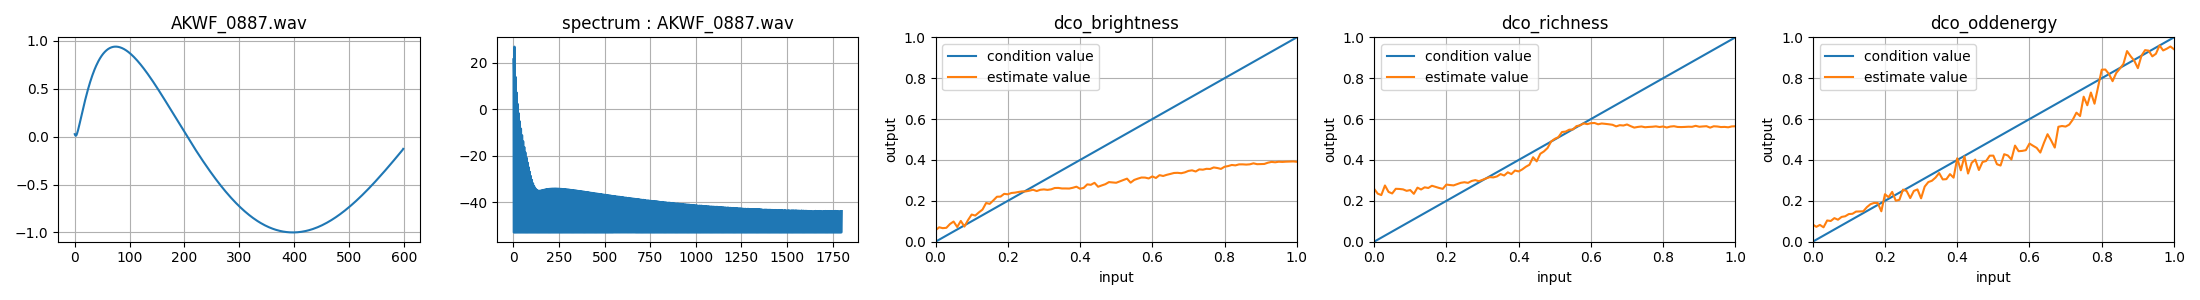 AKWF_0887.wav
1.0
0.5
0.0
−0.5
−1.0
0 100 200 300 400 500 600
spectrum : AKWF_0887.wav
20
0
−20
−40
0 250 500 750 1000 1250 1500 1750
dco_brightness
condition value
estimate value
output
1.0
0.8
0.6
0.4
0.2
0.0
0.0 0.2 0.4 0.6 0.8 1.0
input
dco_richness
condition value
estimate value
output
1.0
0.8
0.6
0.4
0.2
0.0
0.0 0.2 0.4 0.6 0.8 1.0
input
dco_oddenergy
condition value
estimate value
output
1.0
0.8
0.6
0.4
0.2
0.0
0.0 0.2 0.4 0.6 0.8 1.0
input